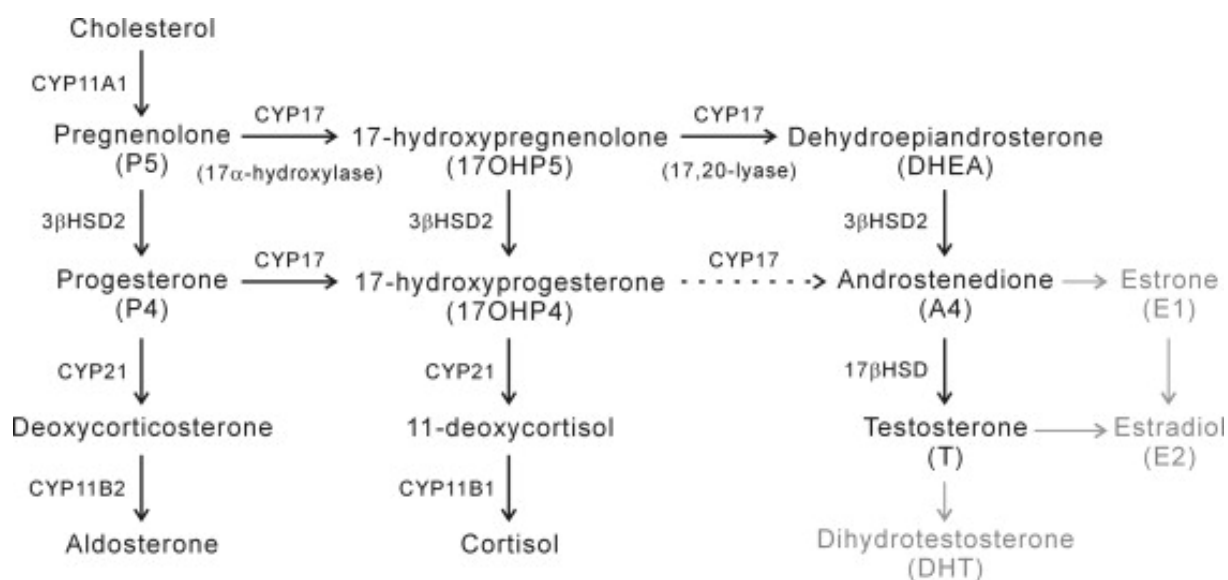 Cholesterol
CYP11A1
CYP17
CYP17
Pregnenolone
17-hydroxypregnenolone
Dehydroepiandrosterone
(P5)
(17α-hydroxylase)
(17OHP5)
(17,20-lyase)
(DHEA)
3βHSD2
3βHSD2
3βHSD2
CYP17
CYP17
Progesterone
17-hydroxyprogesterone
Androstenedione
Estrone
(P4)
(17OHP4)
(A4)
(E1)
CYP21
CYP21
17βHSD
Deoxycorticosterone
11-deoxycortisol
Testosterone
Estradiol
(T)
(E2)
CYP11B2
CYP11B1
Aldosterone
Cortisol
Dihydrotestosterone
(DHT)